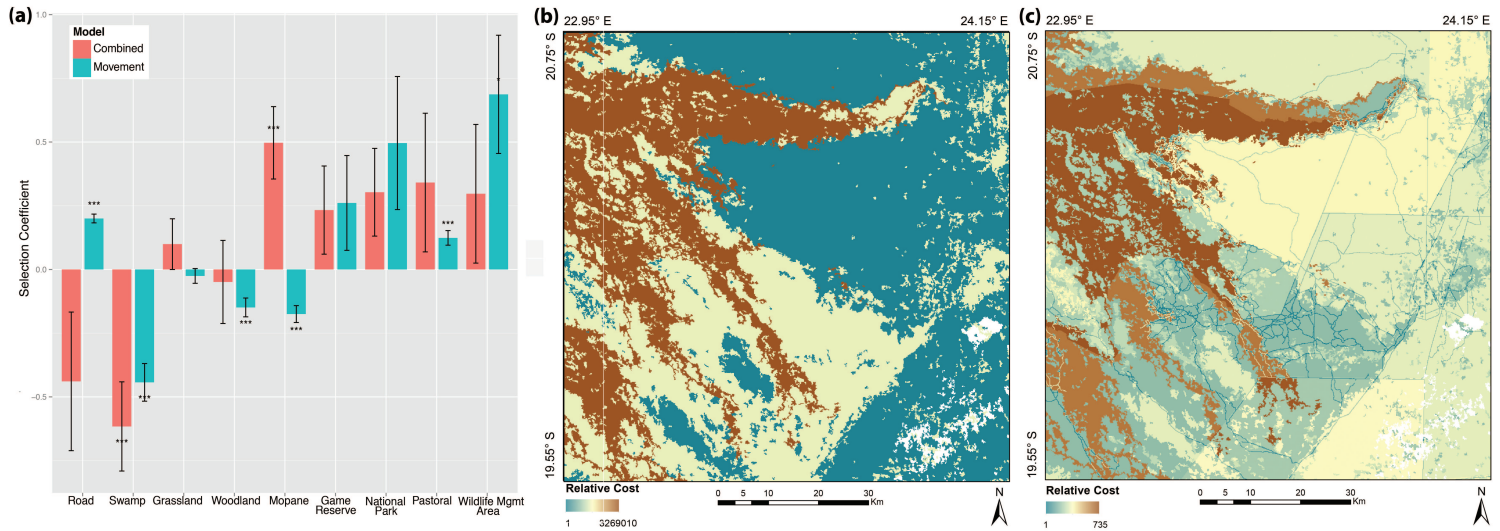 (a)
1.0
0.5
0.0
−0.5
Selection Coefficient
Model
Combined
Movement
***
***
***
***
***
***
***
*
Road
Swamp
Grassland
Woodland
Mopane
Game
Reserve
National
Park
Pastoral
Wildlife Mgmt
Area
(b)
22.95° E
24.15° E
20.75° S
19.55° S
Relative Cost
1
3269010
0 5 10 20 30
Km
N
(c)
22.95° E
24.15° E
20.75° S
19.55° S
Relative Cost
1
735
0 5 10 20 30
Km
N